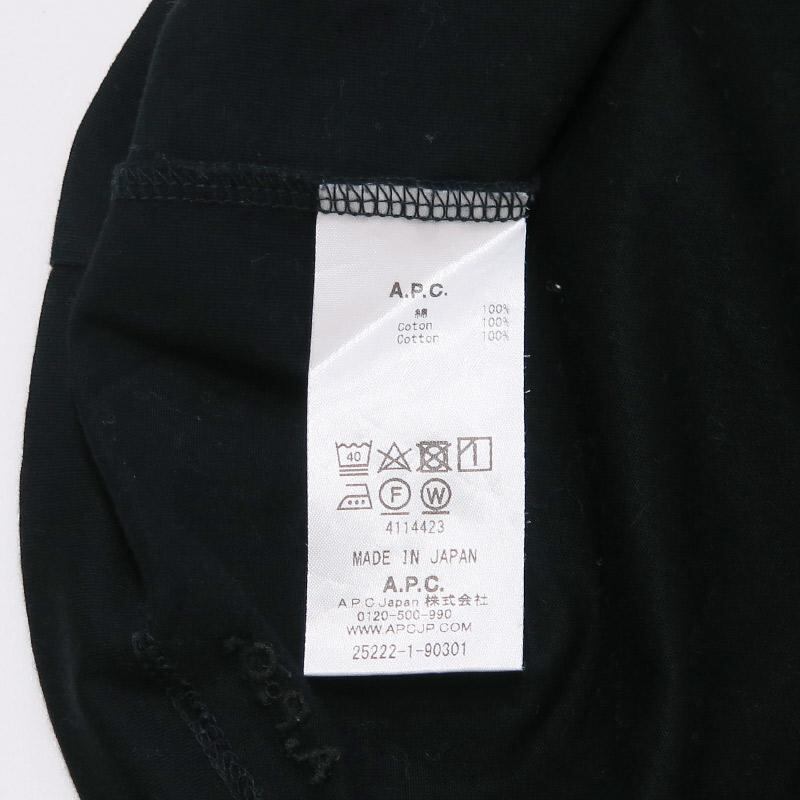 A.P.C.
綿 100%
Coton 100%
Cotton 100%
40
F W
4114423
MADE IN JAPAN
A.P.C.
A.P.C Japan 株式会社
0120-500-990
WWW.APCJP.COM
25222-1-90301
A.P.C.